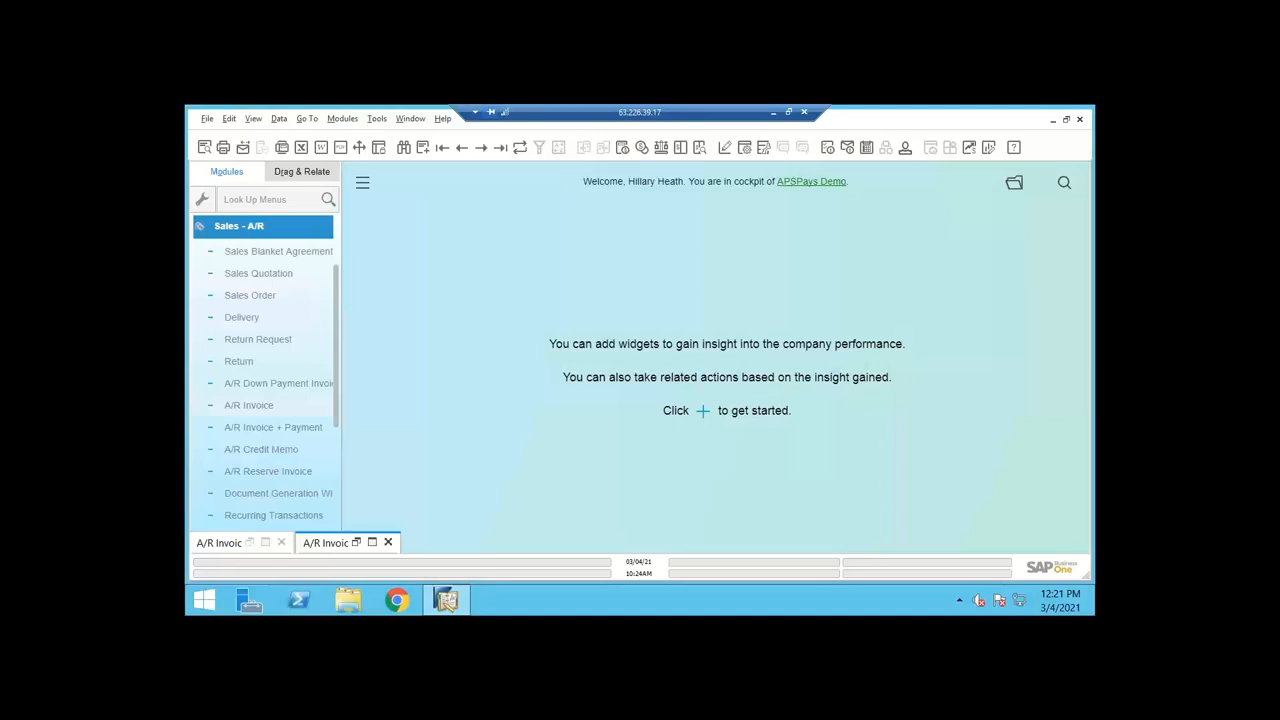 63.226.39.17
File Edit View Data Go To Modules Tools Window Help
Modules Drag & Relate
Look Up Menus
Welcome, Hillary Heath. You are in cockpit of APSPays Demo.
Sales - A/R
Sales Blanket Agreement
Sales Quotation
Sales Order
Delivery
Return Request
Return
A/R Down Payment Invoi
A/R Invoice
A/R Invoice + Payment
A/R Credit Memo
A/R Reserve Invoice
Document Generation Wi
Recurring Transactions
You can add widgets to gain insight into the company performance.
You can also take related actions based on the insight gained.
Click + to get started.
A/R Invoic
A/R Invoic
03/04/21
10:24AM
SAP Business One
12:21 PM
3/4/2021